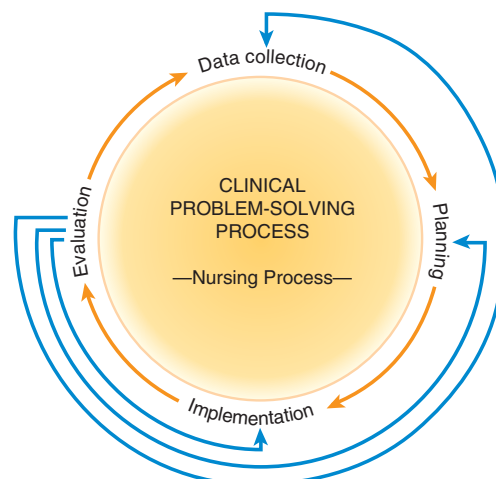 Data collection
CLINICAL
PROBLEM-SOLVING
PROCESS
—Nursing Process—
Evaluation
Planning
Implementation